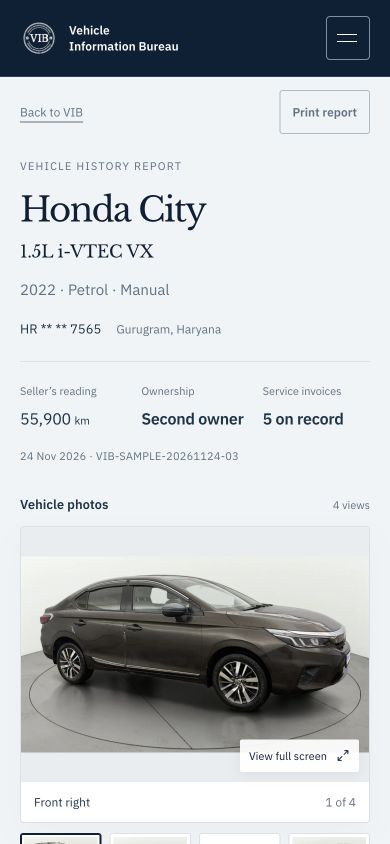 VIB
Vehicle
Information Bureau
Back to VIB
Print report
VEHICLE HISTORY REPORT
Honda City
1.5L i-VTEC VX
2022 · Petrol · Manual
HR ** ** 7565 Gurugram, Haryana
Seller’s reading Ownership Service invoices
55,900 km Second owner 5 on record
24 Nov 2026 · VIB-SAMPLE-20261124-03
Vehicle photos 4 views
View full screen
Front right 1 of 4